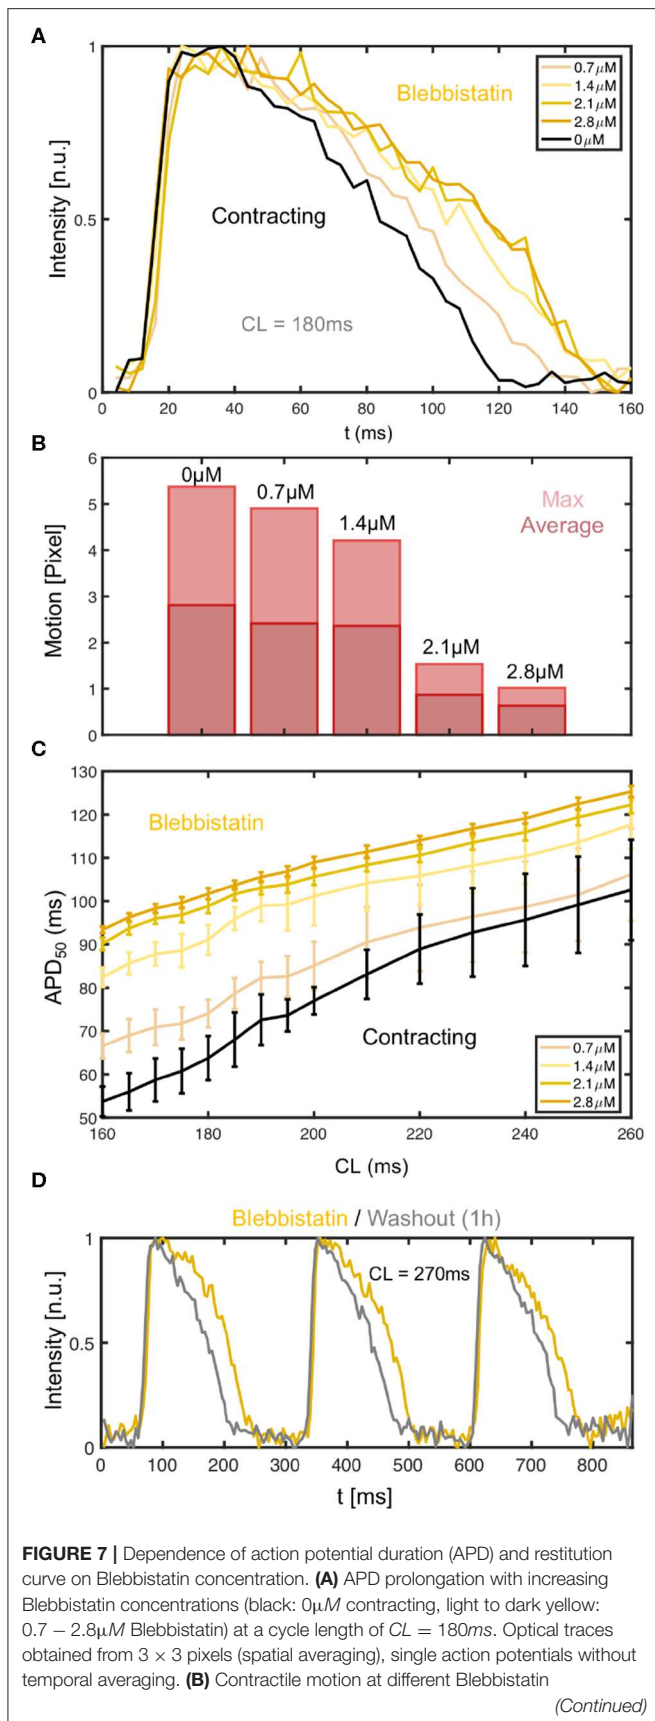 A
Intensity [n.u.]
1
0.5
0
Blebbistatin
0.7μM
1.4μM
2.1μM
2.8μM
0μM
Contracting
CL = 180ms
0 20 40 60 80 100 120 140 160
t (ms)
B
Motion [Pixel]
6
5
4
3
2
1
0
0μM
0.7μM
1.4μM
2.1μM
2.8μM
Max
Average
C
APD50 (ms)
130
120
110
100
90
80
70
60
50
Blebbistatin
Contracting
0.7μM
1.4μM
2.1μM
2.8μM
160 180 200 220 240 260
CL (ms)
D
Blebbistatin / Washout (1h)
Intensity [n.u.]
1
0.5
0
CL = 270ms
0 100 200 300 400 500 600 700 800
t [ms]
FIGURE 7 | Dependence of action potential duration (APD) and restitution
curve on Blebbistatin concentration. (A) APD prolongation with increasing
Blebbistatin concentrations (black: 0μM contracting, light to dark yellow:
0.7 − 2.8μM Blebbistatin) at a cycle length of CL = 180ms. Optical traces
obtained from 3 × 3 pixels (spatial averaging), single action potentials without
temporal averaging. (B) Contractile motion at different Blebbistatin
(Continued)